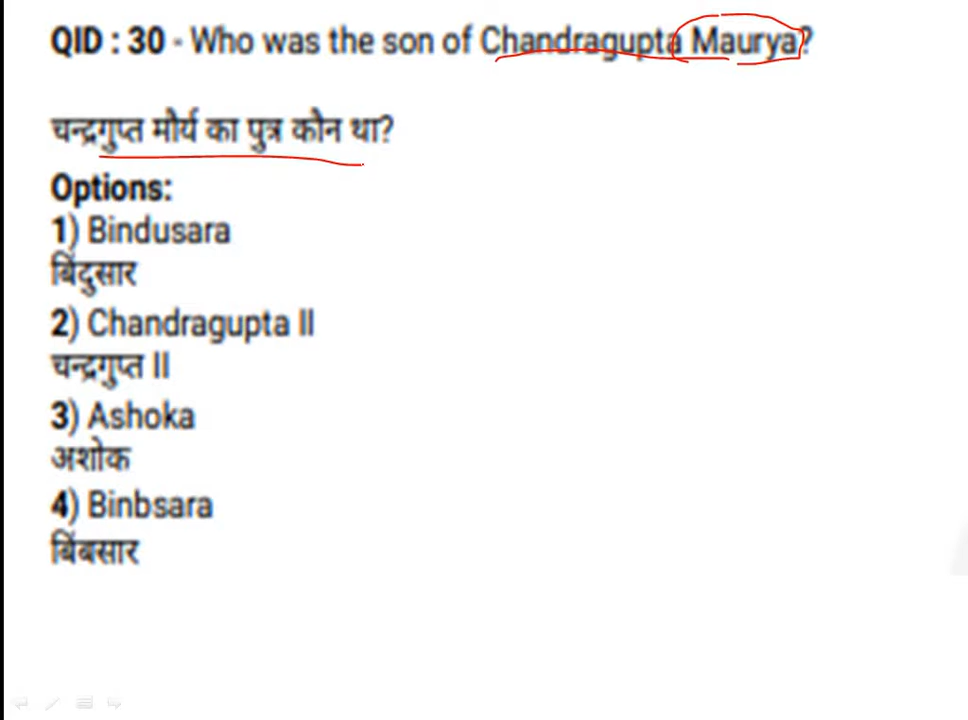 QID : 30 - Who was the son of Chandragupta Maurya?
चन्द्रगुप्त मौर्य का पुत्र कौन था?
Options:
1) Bindusara
बिंदुसार
2) Chandragupta II
चन्द्रगुप्त II
3) Ashoka
अशोक
4) Binbsara
बिंबसार